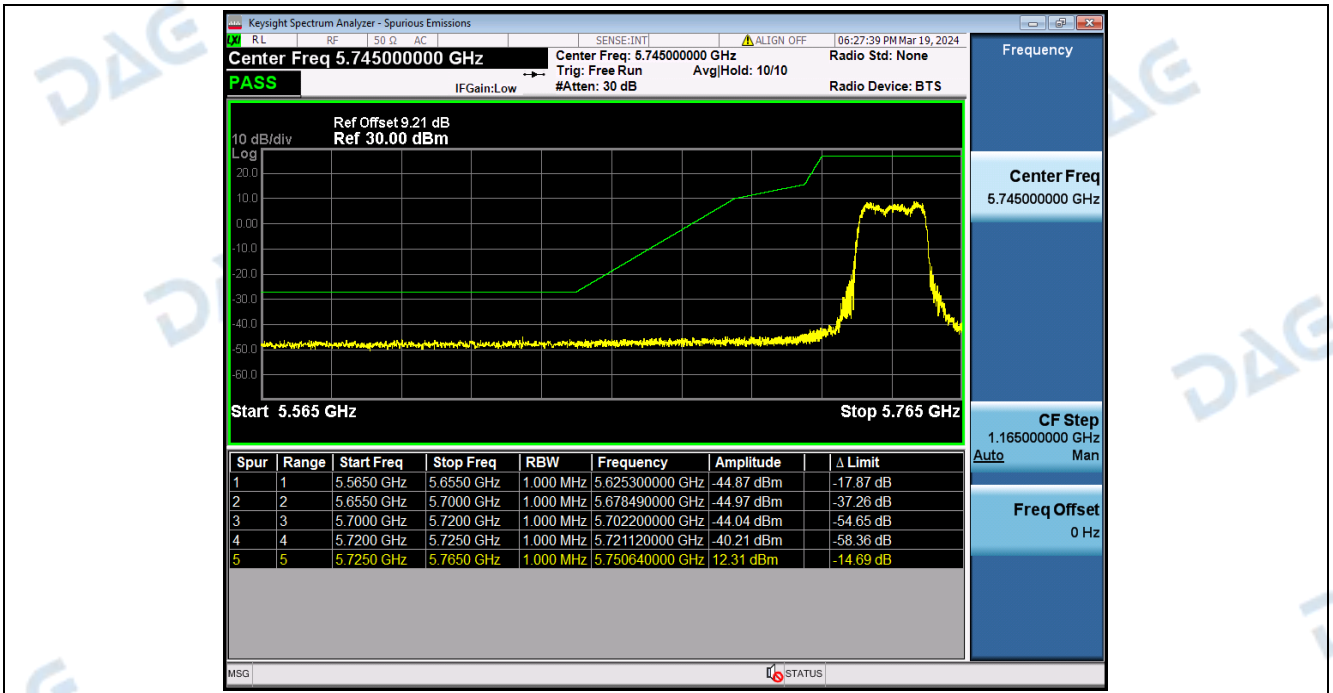 Keysight Spectrum Analyzer - Spurious Emissions
LXI RL RF 50 Ω AC SENSE:INT ALIGN OFF 06:27:39 PM Mar 19, 2024
Center Freq 5.745000000 GHz
Center Freq: 5.745000000 GHz
Radio Std: None
Trig: Free Run Avg|Hold: 10/10
PASS
IFGain:Low
#Atten: 30 dB
Radio Device: BTS
Frequency
Ref Offset 9.21 dB
10 dB/div Ref 30.00 dBm
Log
20.0
10.0
0.00
-10.0
-20.0
-30.0
-40.0
-50.0
-60.0
Start 5.565 GHz
Stop 5.765 GHz
Center Freq
5.745000000 GHz
CF Step
1.165000000 GHz
Auto Man
Freq Offset
0 Hz
Spur Range Start Freq Stop Freq RBW Frequency Amplitude Δ Limit
1 1 5.5650 GHz 5.6550 GHz 1.000 MHz 5.625300000 GHz -44.87 dBm -17.87 dB
2 2 5.6550 GHz 5.7000 GHz 1.000 MHz 5.678490000 GHz -44.97 dBm -37.26 dB
3 3 5.7000 GHz 5.7200 GHz 1.000 MHz 5.702200000 GHz -44.04 dBm -54.65 dB
4 4 5.7200 GHz 5.7250 GHz 1.000 MHz 5.721120000 GHz -40.21 dBm -58.36 dB
5 5 5.7250 GHz 5.7650 GHz 1.000 MHz 5.750640000 GHz 12.31 dBm -14.69 dB
MSG
STATUS
DAG
DAG